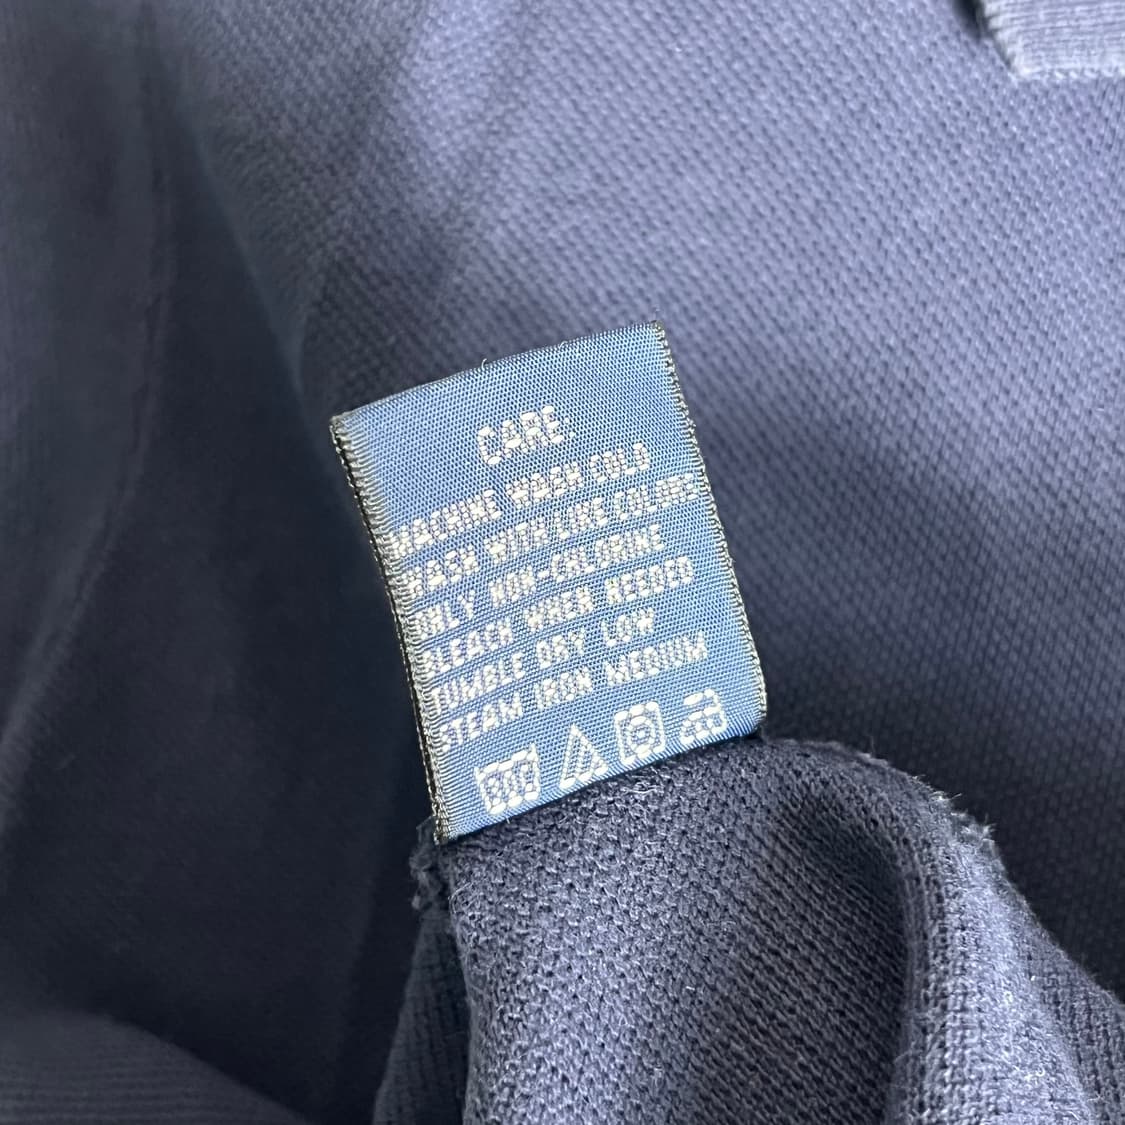 CARE:
MACHINE WASH COLD
WASH WITH LIKE COLORS
ONLY NON-CHLORINE
BLEACH WHEN NEEDED
TUMBLE DRY LOW
STEAM IRON MEDIUM